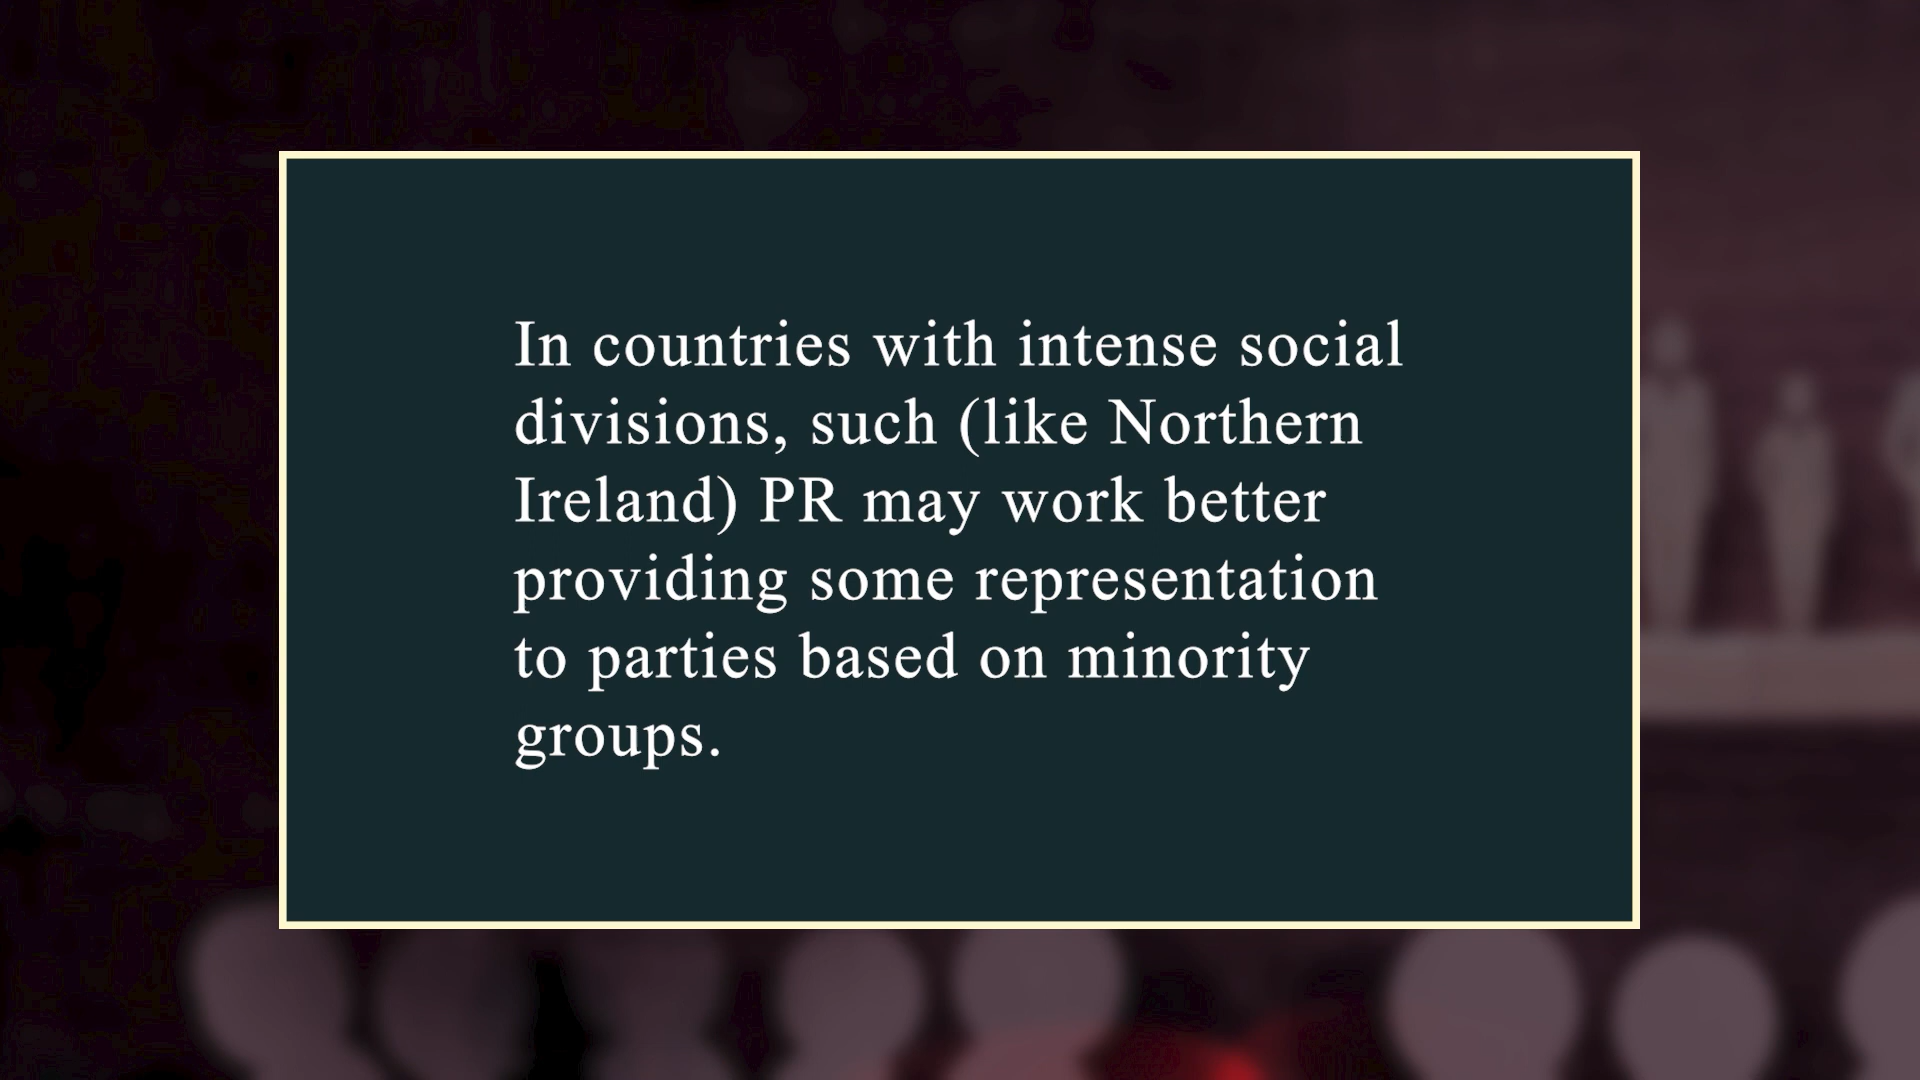 In countries with intense social
divisions, such (like Northern
Ireland) PR may work better
providing some representation
to parties based on minority
groups.